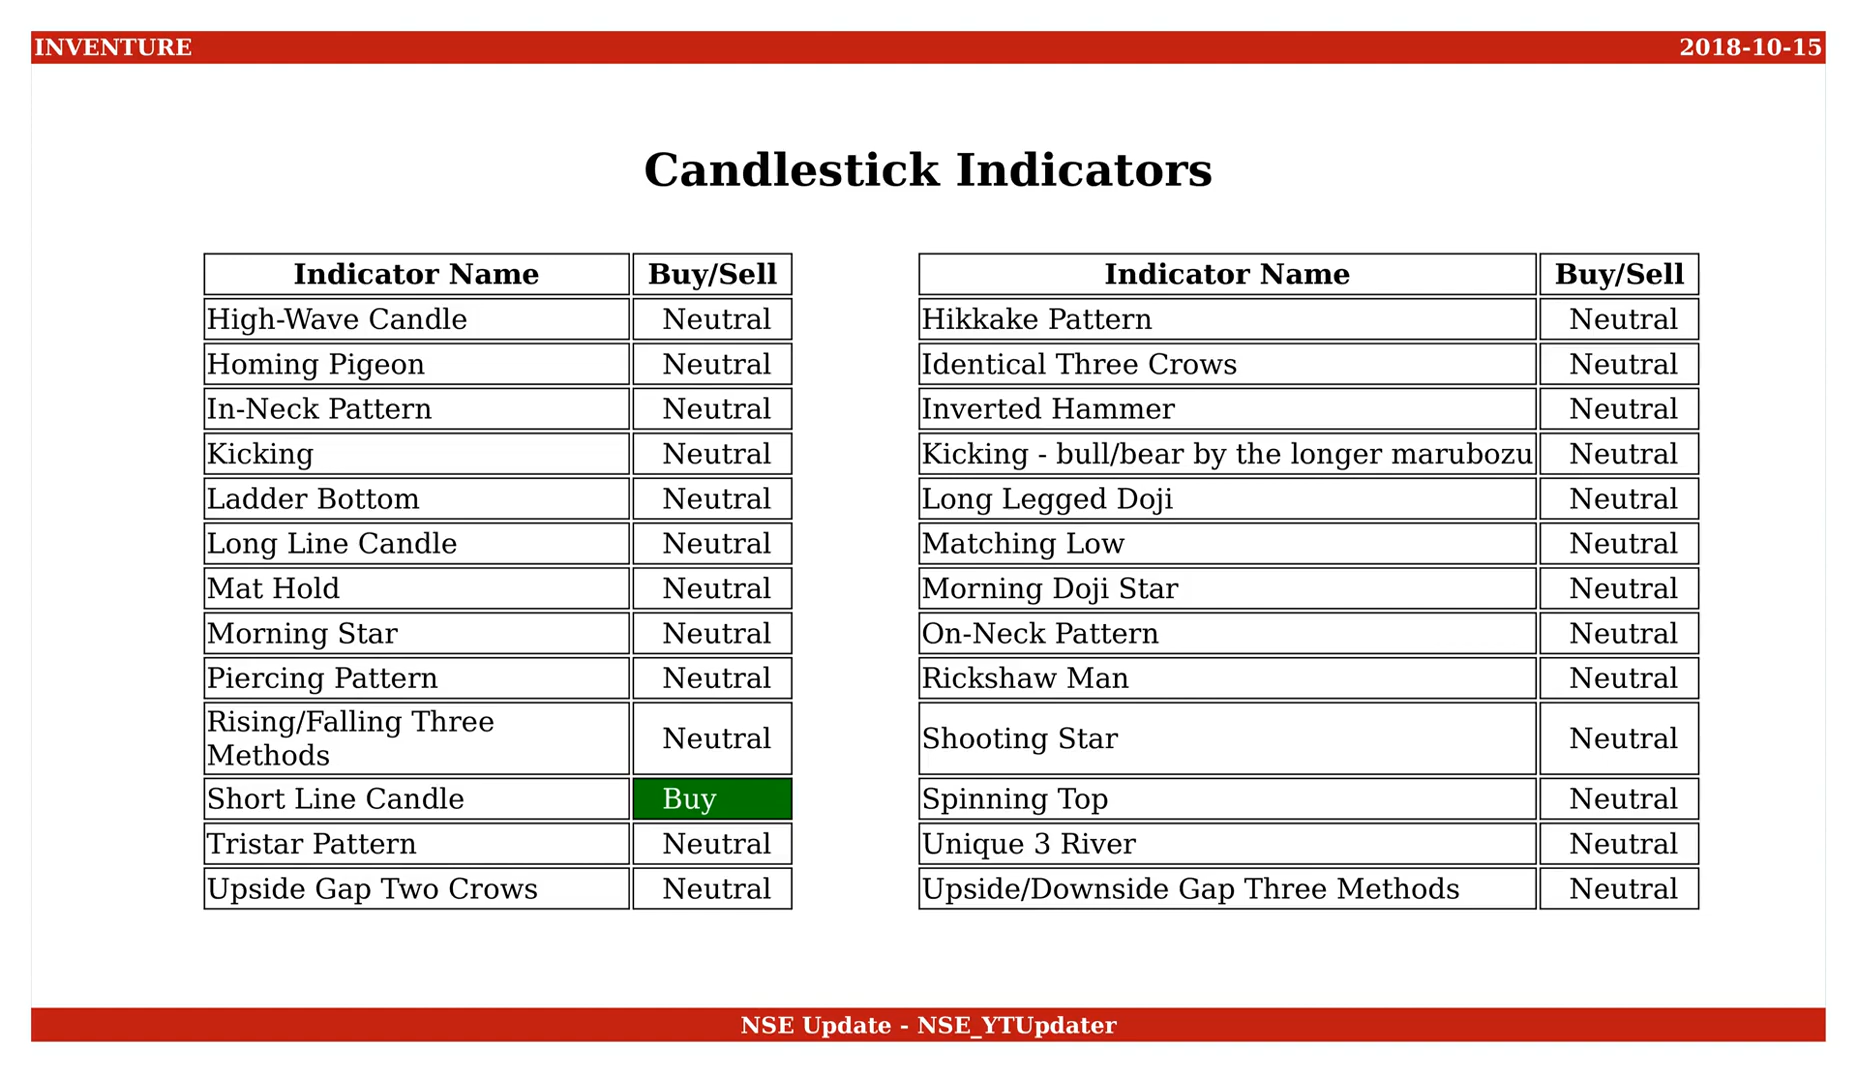 INVENTURE 2018-10-15
Candlestick Indicators
Indicator Name Buy/Sell
High-Wave Candle Neutral
Homing Pigeon Neutral
In-Neck Pattern Neutral
Kicking Neutral
Ladder Bottom Neutral
Long Line Candle Neutral
Mat Hold Neutral
Morning Star Neutral
Piercing Pattern Neutral
Rising/Falling Three
Methods Neutral
Short Line Candle Buy
Tristar Pattern Neutral
Upside Gap Two Crows Neutral
Indicator Name Buy/Sell
Hikkake Pattern Neutral
Identical Three Crows Neutral
Inverted Hammer Neutral
Kicking - bull/bear by the longer marubozu Neutral
Long Legged Doji Neutral
Matching Low Neutral
Morning Doji Star Neutral
On-Neck Pattern Neutral
Rickshaw Man Neutral
Shooting Star Neutral
Spinning Top Neutral
Unique 3 River Neutral
Upside/Downside Gap Three Methods Neutral
NSE Update - NSE_YTUpdater